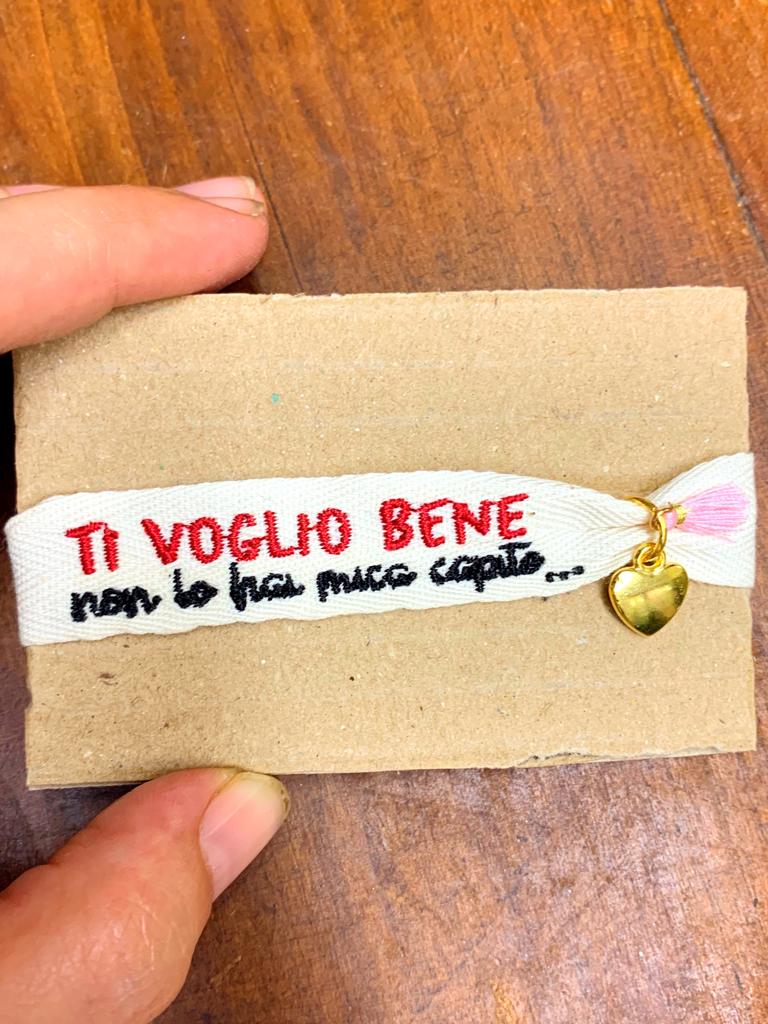 TI VOGLIO BENE
non lo hai mica capito...